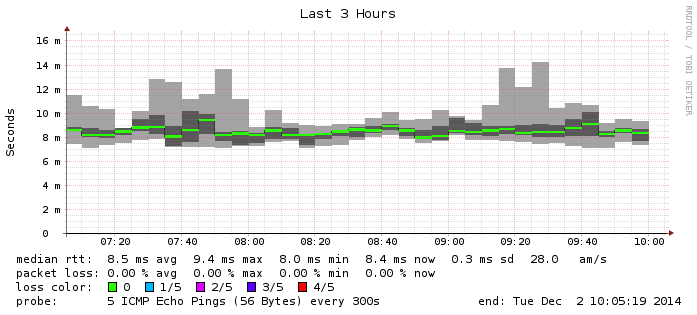 Last 3 Hours
RRDTOOL / TOBI OETIKER
Seconds
16 m
14 m
12 m
10 m
8 m
6 m
4 m
2 m
0
07:20 07:40 08:00 08:20 08:40 09:00 09:20 09:40 10:00
median rtt: 8.5 ms avg 9.4 ms max 8.0 ms min 8.4 ms now 0.3 ms sd 28.0 am/s
packet loss: 0.00 % avg 0.00 % max 0.00 % min 0.00 % now
loss color: 0 1/5 2/5 3/5 4/5
probe: 5 ICMP Echo Pings (56 Bytes) every 300s end: Tue Dec 2 10:05:19 2014